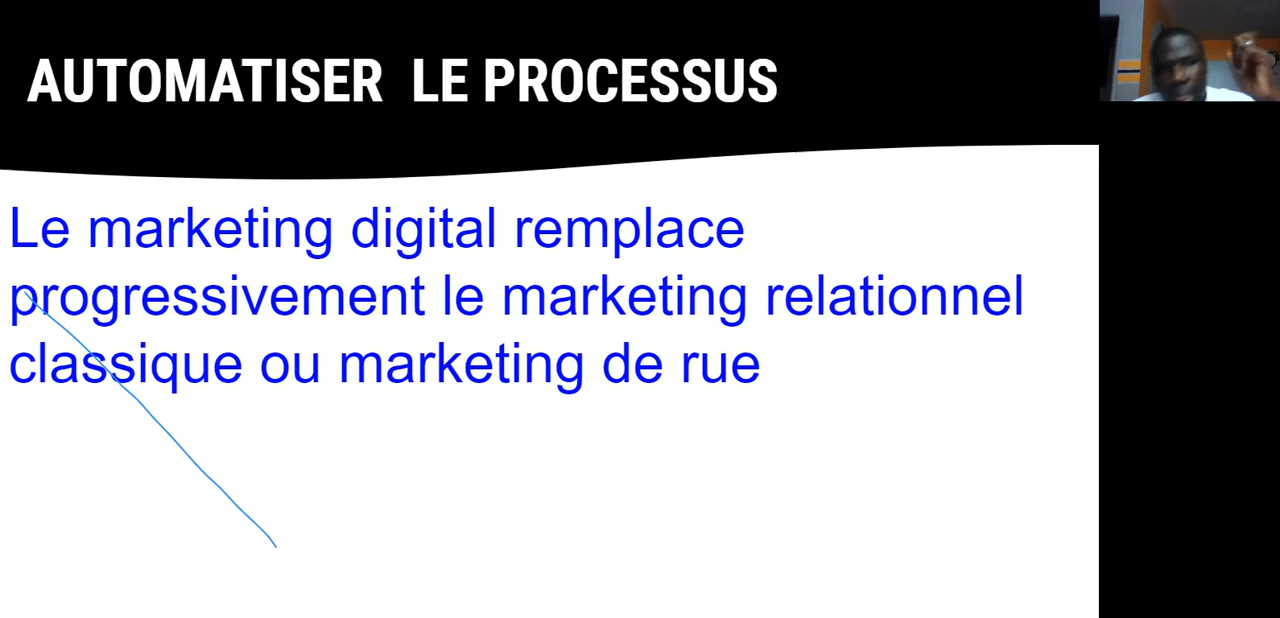 AUTOMATISER LE PROCESSUS
Le marketing digital remplace
progressivement le marketing relationnel
classique ou marketing de rue